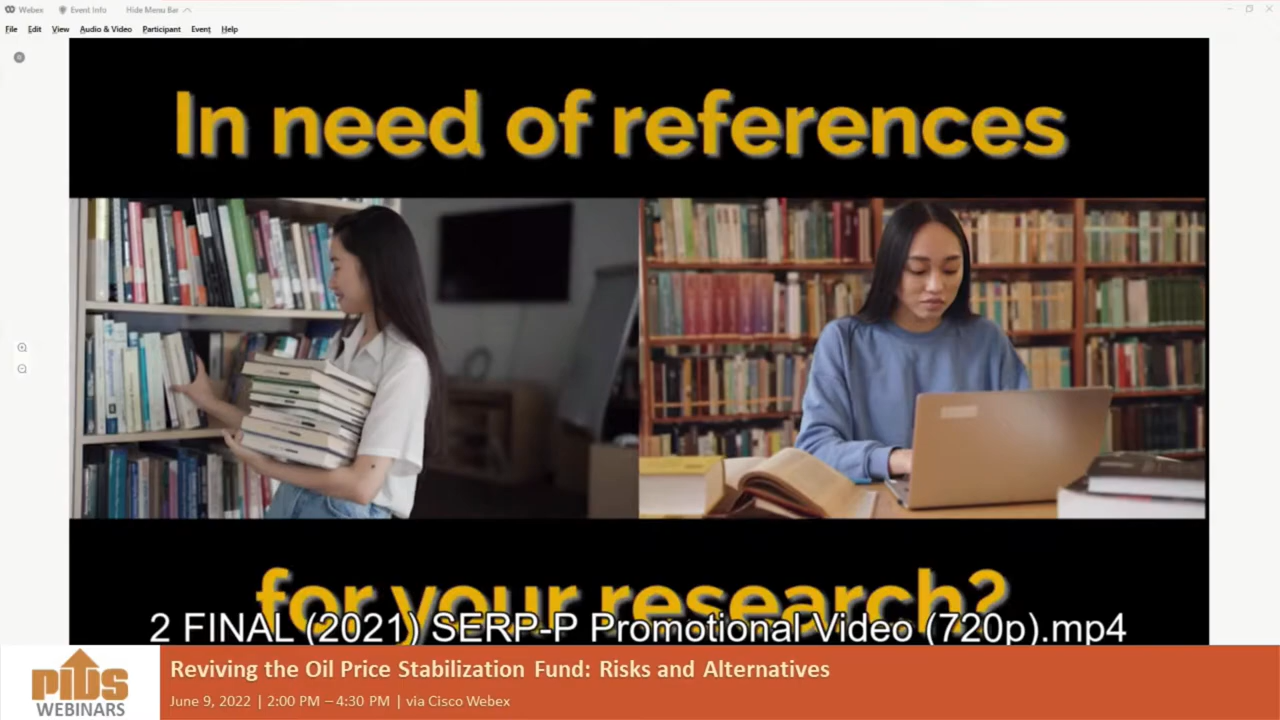 Webex Event Info Hide Menu Bar
File Edit View Audio & Video Participant Event Help
In need of references
for your research?
2 FINAL (2021) SERP-P Promotional Video (720p).mp4
PIDS
WEBINARS
Reviving the Oil Price Stabilization Fund: Risks and Alternatives
June 9, 2022 | 2:00 PM – 4:30 PM | via Cisco Webex